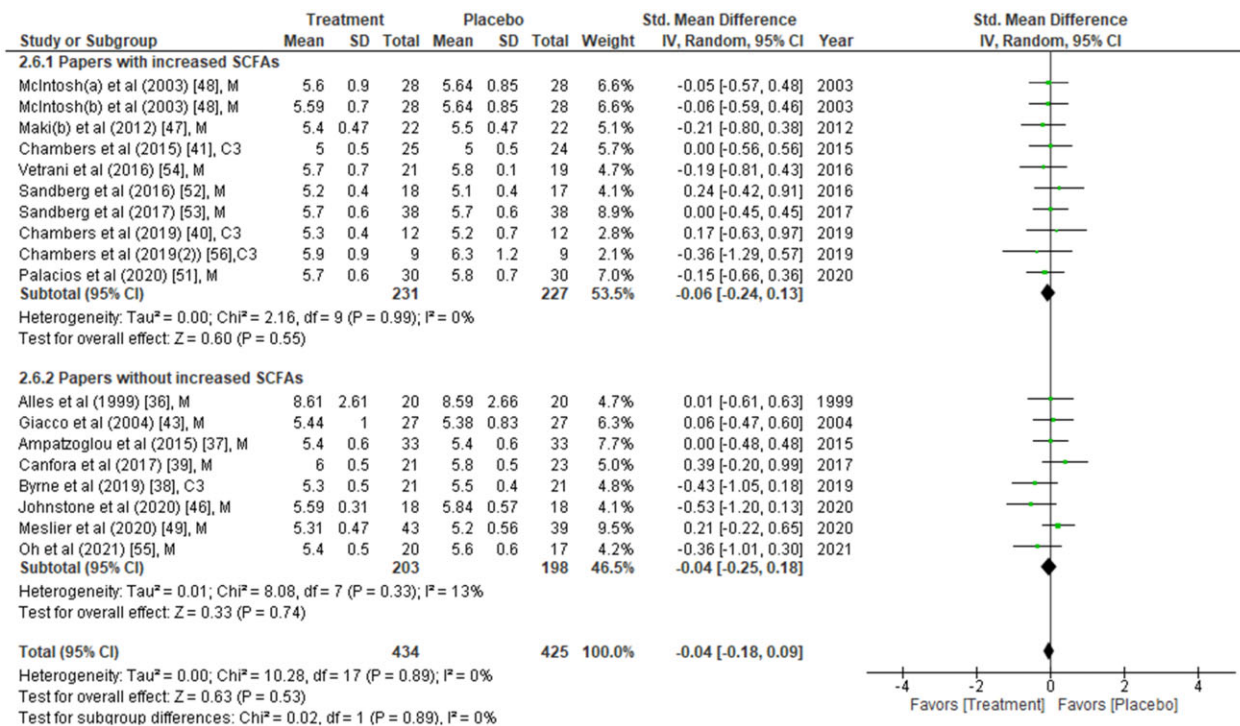 Treatment Placebo Std. Mean Difference Std. Mean Difference
Study or Subgroup Mean SD Total Mean SD Total Weight IV, Random, 95% CI Year IV, Random, 95% CI
2.6.1 Papers with increased SCFAs
McIntosh(a) et al (2003) [48], M 5.6 0.9 28 5.64 0.85 28 6.6% -0.05 [-0.57, 0.48] 2003
McIntosh(b) et al (2003) [48], M 5.59 0.7 28 5.64 0.85 28 6.6% -0.06 [-0.59, 0.46] 2003
Maki(b) et al (2012) [47], M 5.4 0.47 22 5.5 0.47 22 5.1% -0.21 [-0.80, 0.38] 2012
Chambers et al (2015) [41], C3 5 0.5 25 5 0.5 24 5.8% 0.00 [-0.56, 0.56] 2015
Vetrani et al (2016) [54], M 5.7 0.7 21 5.8 0.1 19 4.7% -0.19 [-0.81, 0.43] 2016
Sandberg et al (2016) [52], M 5.2 0.4 18 5.1 0.4 17 4.1% 0.24 [-0.42, 0.91] 2016
Sandberg et al (2017) [53], M 5.7 0.6 38 5.7 0.6 38 8.9% 0.00 [-0.45, 0.45] 2017
Chambers et al (2019) [40], C3 5.3 0.4 12 5.2 0.7 12 2.8% 0.17 [-0.63, 0.97] 2019
Chambers et al (2019(2)) [56],C3 5.9 0.9 9 6.3 1.2 9 2.1% -0.36 [-1.29, 0.57] 2019
Palacios et al (2020) [51], M 5.7 0.6 30 5.8 0.7 30 7.0% -0.15 [-0.66, 0.36] 2020
Subtotal (95% CI) 231 227 53.5% -0.06 [-0.24, 0.13]
Heterogeneity: Tau² = 0.00; Chi² = 2.16, df = 9 (P = 0.99); I² = 0%
Test for overall effect: Z = 0.60 (P = 0.55)
2.6.2 Papers without increased SCFAs
Alles et al (1999) [36], M 8.61 2.61 20 8.59 2.66 20 4.7% 0.01 [-0.61, 0.63] 1999
Giacco et al (2004) [43], M 5.44 1 27 5.38 0.83 27 6.3% 0.06 [-0.47, 0.60] 2004
Ampatzoglou et al (2015) [37], M 5.4 0.6 33 5.4 0.6 33 7.7% 0.00 [-0.48, 0.48] 2015
Canfora et al (2017) [39], M 6 0.5 21 5.8 0.5 23 5.0% 0.39 [-0.20, 0.99] 2017
Byrne et al (2019) [38], C3 5.3 0.5 21 5.5 0.4 21 4.8% -0.43 [-1.05, 0.18] 2019
Johnstone et al (2020) [46], M 5.59 0.31 18 5.84 0.57 18 4.1% -0.53 [-1.20, 0.13] 2020
Meslier et al (2020) [49], M 5.31 0.47 43 5.2 0.56 39 9.5% 0.21 [-0.22, 0.65] 2020
Oh et al (2021) [55], M 5.4 0.5 20 5.6 0.6 17 4.2% -0.36 [-1.01, 0.30] 2021
Subtotal (95% CI) 203 198 46.5% -0.04 [-0.25, 0.18]
Heterogeneity: Tau² = 0.01; Chi² = 8.08, df = 7 (P = 0.33); I² = 13%
Test for overall effect: Z = 0.33 (P = 0.74)
Total (95% CI) 434 425 100.0% -0.04 [-0.18, 0.09]
Heterogeneity: Tau² = 0.00; Chi² = 10.28, df = 17 (P = 0.89); I² = 0%
Test for overall effect: Z = 0.63 (P = 0.53)
Test for subgroup differences: Chi² = 0.02, df = 1 (P = 0.89), I² = 0%
-4 -2 0 2 4
Favors [Treatment] Favors [Placebo]